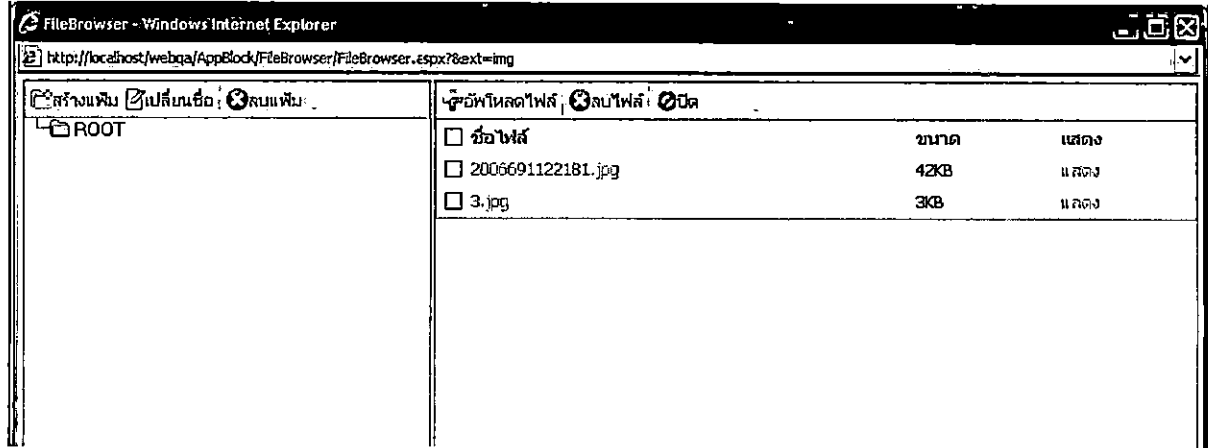 FileBrowser - Windows Internet Explorer
http://localhost/webqa/AppBlock/FileBrowser/FileBrowser.aspx?&ext=img
สร้างแฟ้ม เปลี่ยนชื่อ ลบแฟ้ม
ROOT
อัพโหลดไฟล์ ลบไฟล์ ปิด
ชื่อไฟล์ ขนาด แสดง
2006691122181.jpg 42KB แสดง
3.jpg 3KB แสดง